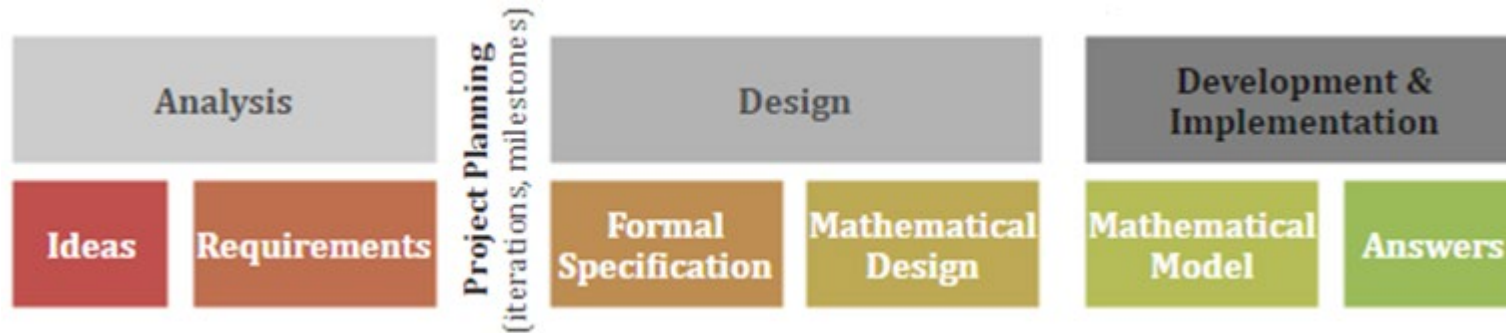 Analysis
Project Planning
(iterations, milestones)
Design
Development &
Implementation
Ideas
Requirements
Formal
Specification
Mathematical
Design
Mathematical
Model
Answers